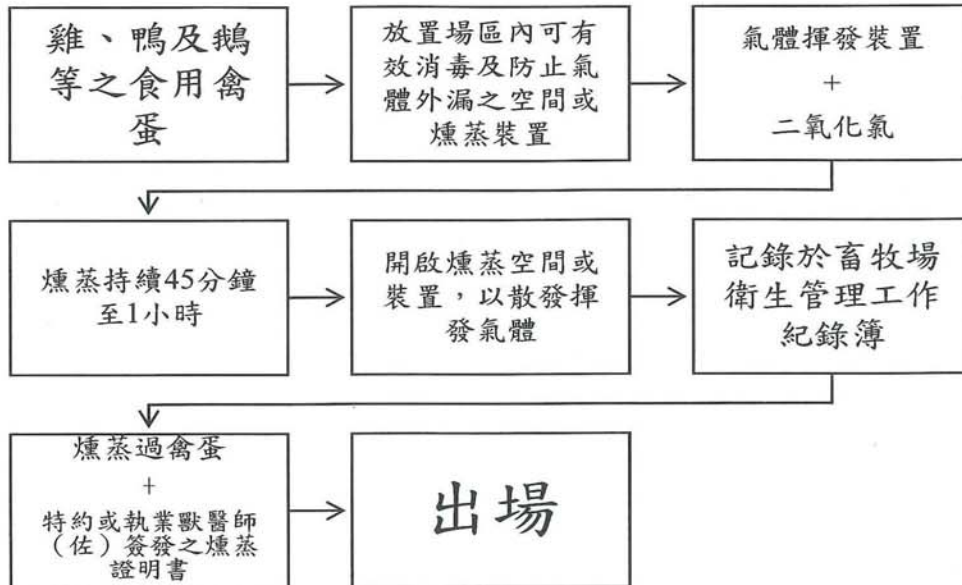 雞、鴨及鵝
等之食用禽
蛋
放置場區內可有
效消毒及防止氣
體外漏之空間或
燻蒸裝置
氣體揮發裝置
+
二氧化氯
燻蒸持續45分鐘
至1小時
開啟燻蒸空間或
裝置，以散發揮
發氣體
記錄於畜牧場
衛生管理工作
紀錄簿
燻蒸過禽蛋
+
特約或執業獸醫師
（佐）簽發之燻蒸
證明書
出場